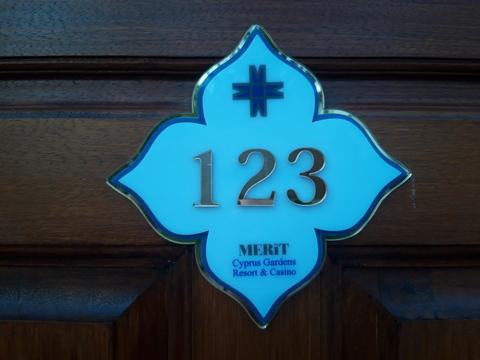 123
MERiT
Cyprus Gardens
Resort & Casino